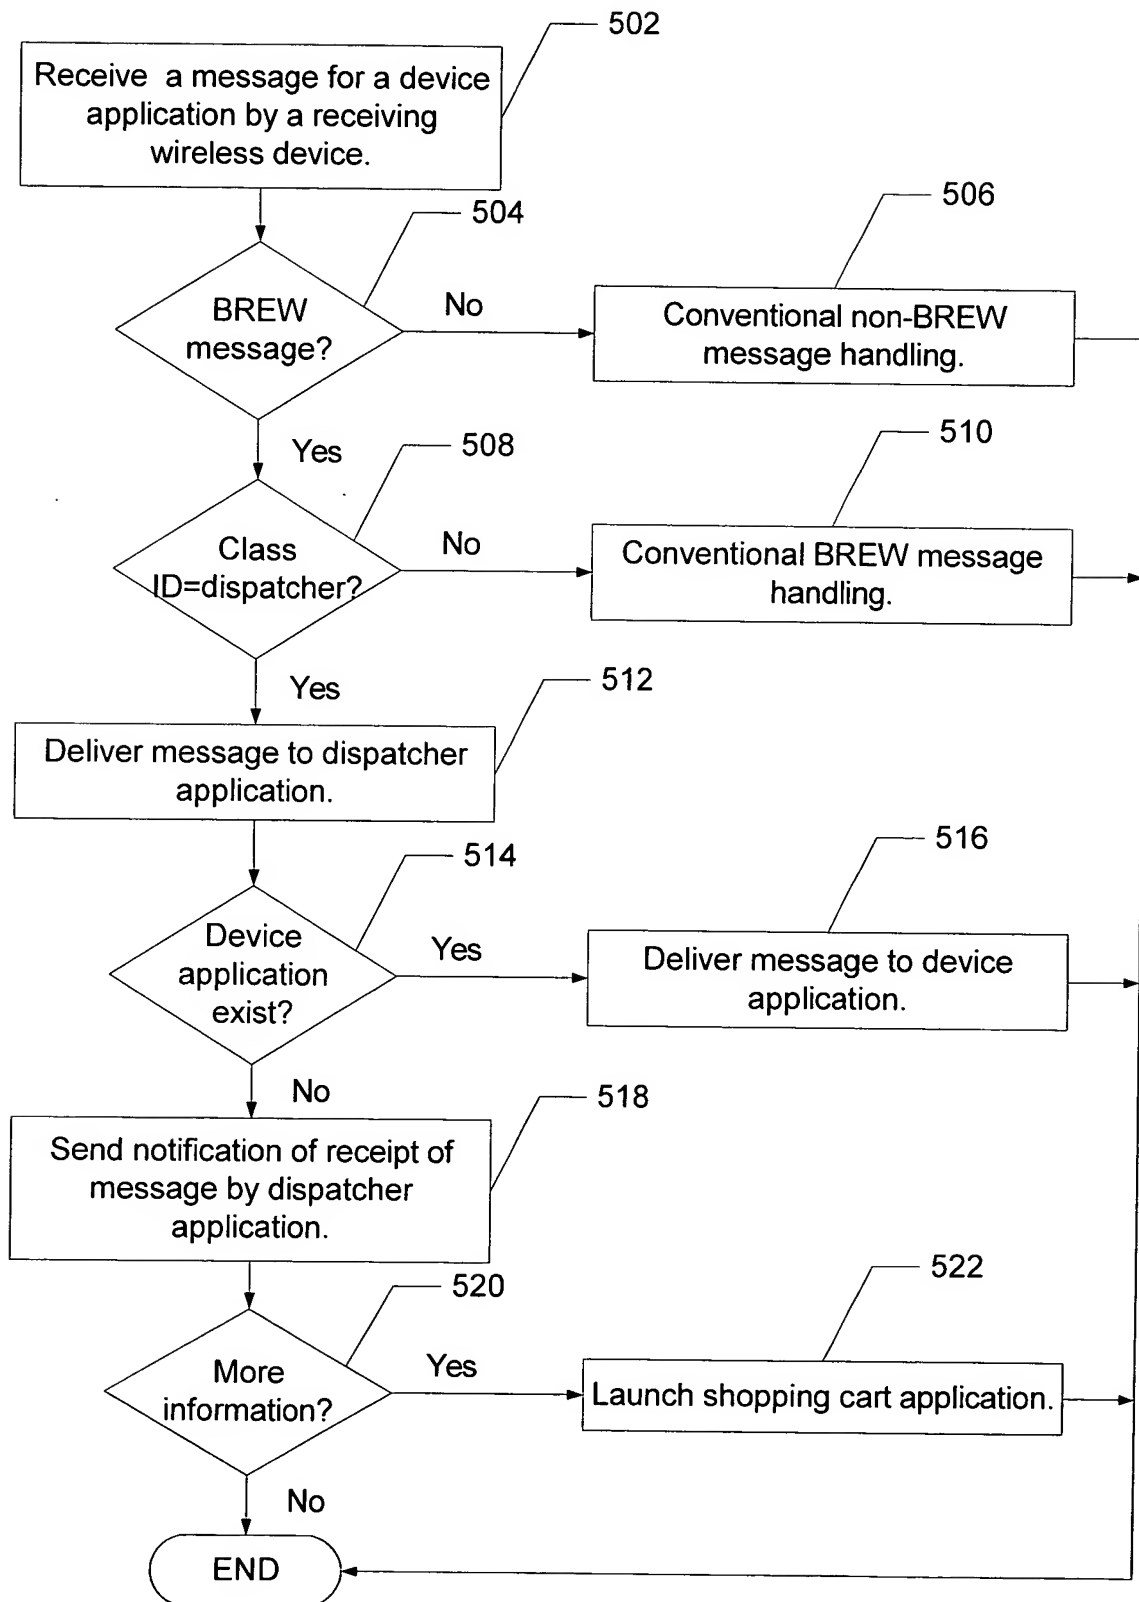 502
Receive a message for a device
application by a receiving
wireless device.
504
506
BREW
message?
No
Conventional non-BREW
message handling.
Yes
508
510
Class
ID=dispatcher?
No
Conventional BREW message
handling.
Yes
512
Deliver message to dispatcher
application.
514
516
Device
application
exist?
Yes
Deliver message to device
application.
No
518
Send notification of receipt of
message by dispatcher
application.
520
522
More
information?
Yes
Launch shopping cart application.
No
END